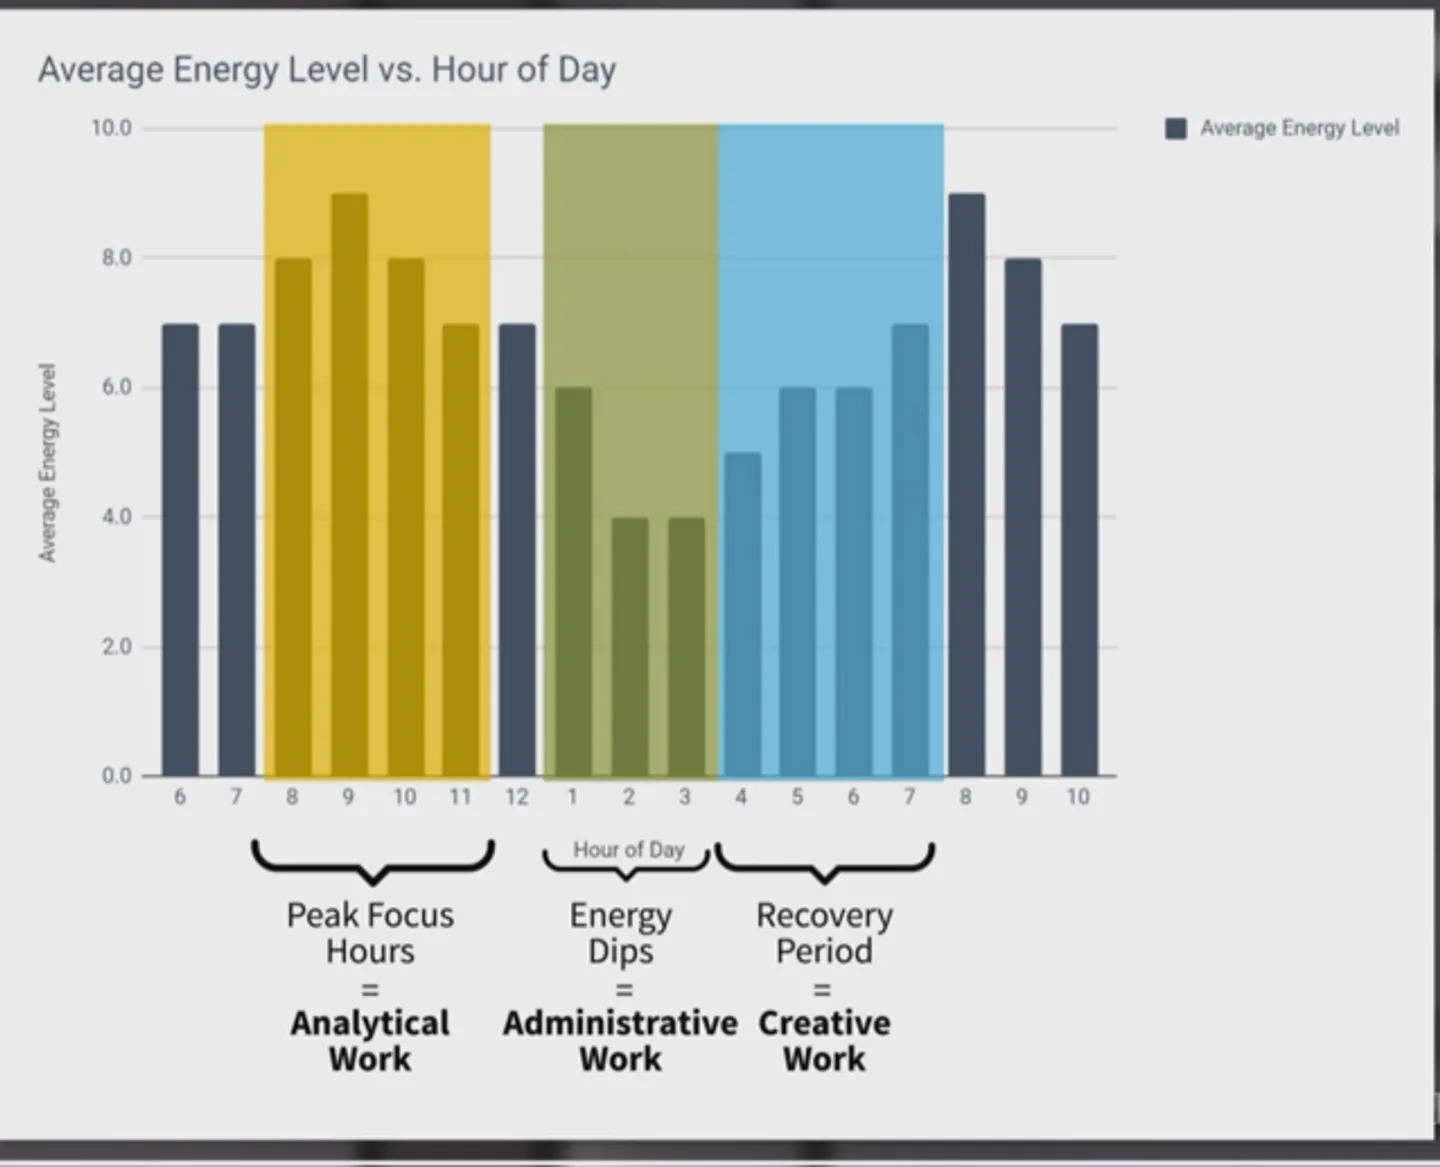 Average Energy Level vs. Hour of Day
10.0
Average Energy Level
8.0
6.0
4.0
2.0
0.0
Average Energy Level
6 7 8 9 10 11 12 1 2 3 4 5 6 7 8 9 10
Hour of Day
Peak Focus
Hours
=
Analytical
Work
Energy
Dips
=
Administrative
Work
Recovery
Period
=
Creative
Work